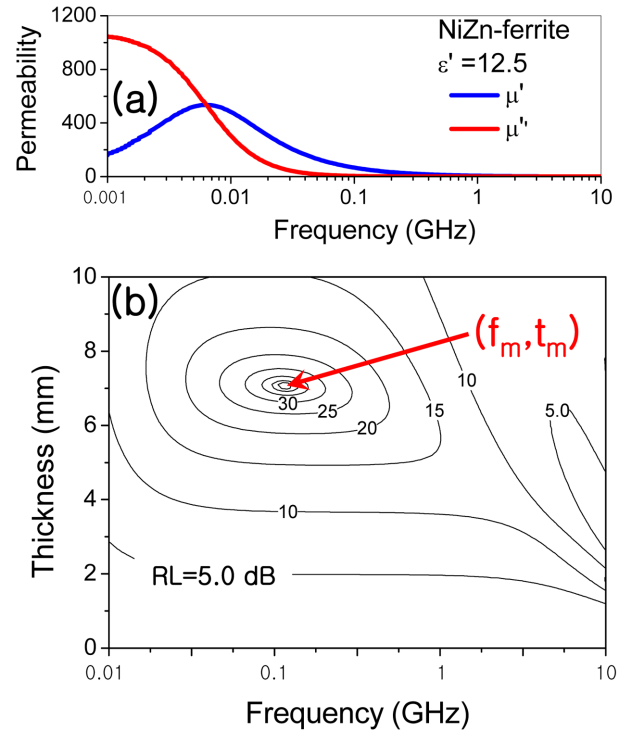 1200
800
400
0
Permeability
(a)
NiZn-ferrite
ε' =12.5
μ'
μ''
0.001
0.01
0.1
1
10
Frequency (GHz)
10
8
6
4
2
0
Thickness (mm)
(b)
(fm,tm)
10
5.0
15
30
25
20
10
RL=5.0 dB
0.01
0.1
1
10
Frequency (GHz)